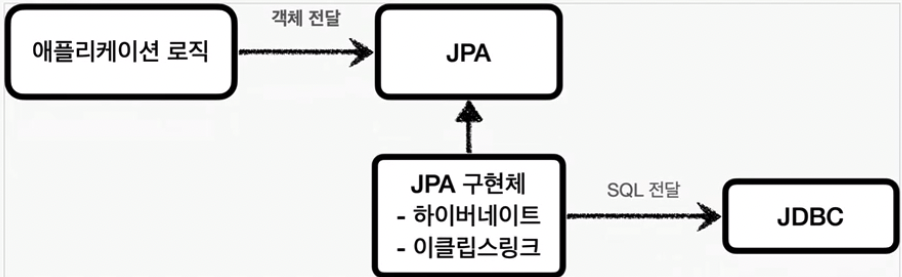 객체 전달
애플리케이션 로직
JPA
JPA 구현체
- 하이버네이트
- 이클립스링크
SQL 전달
JDBC